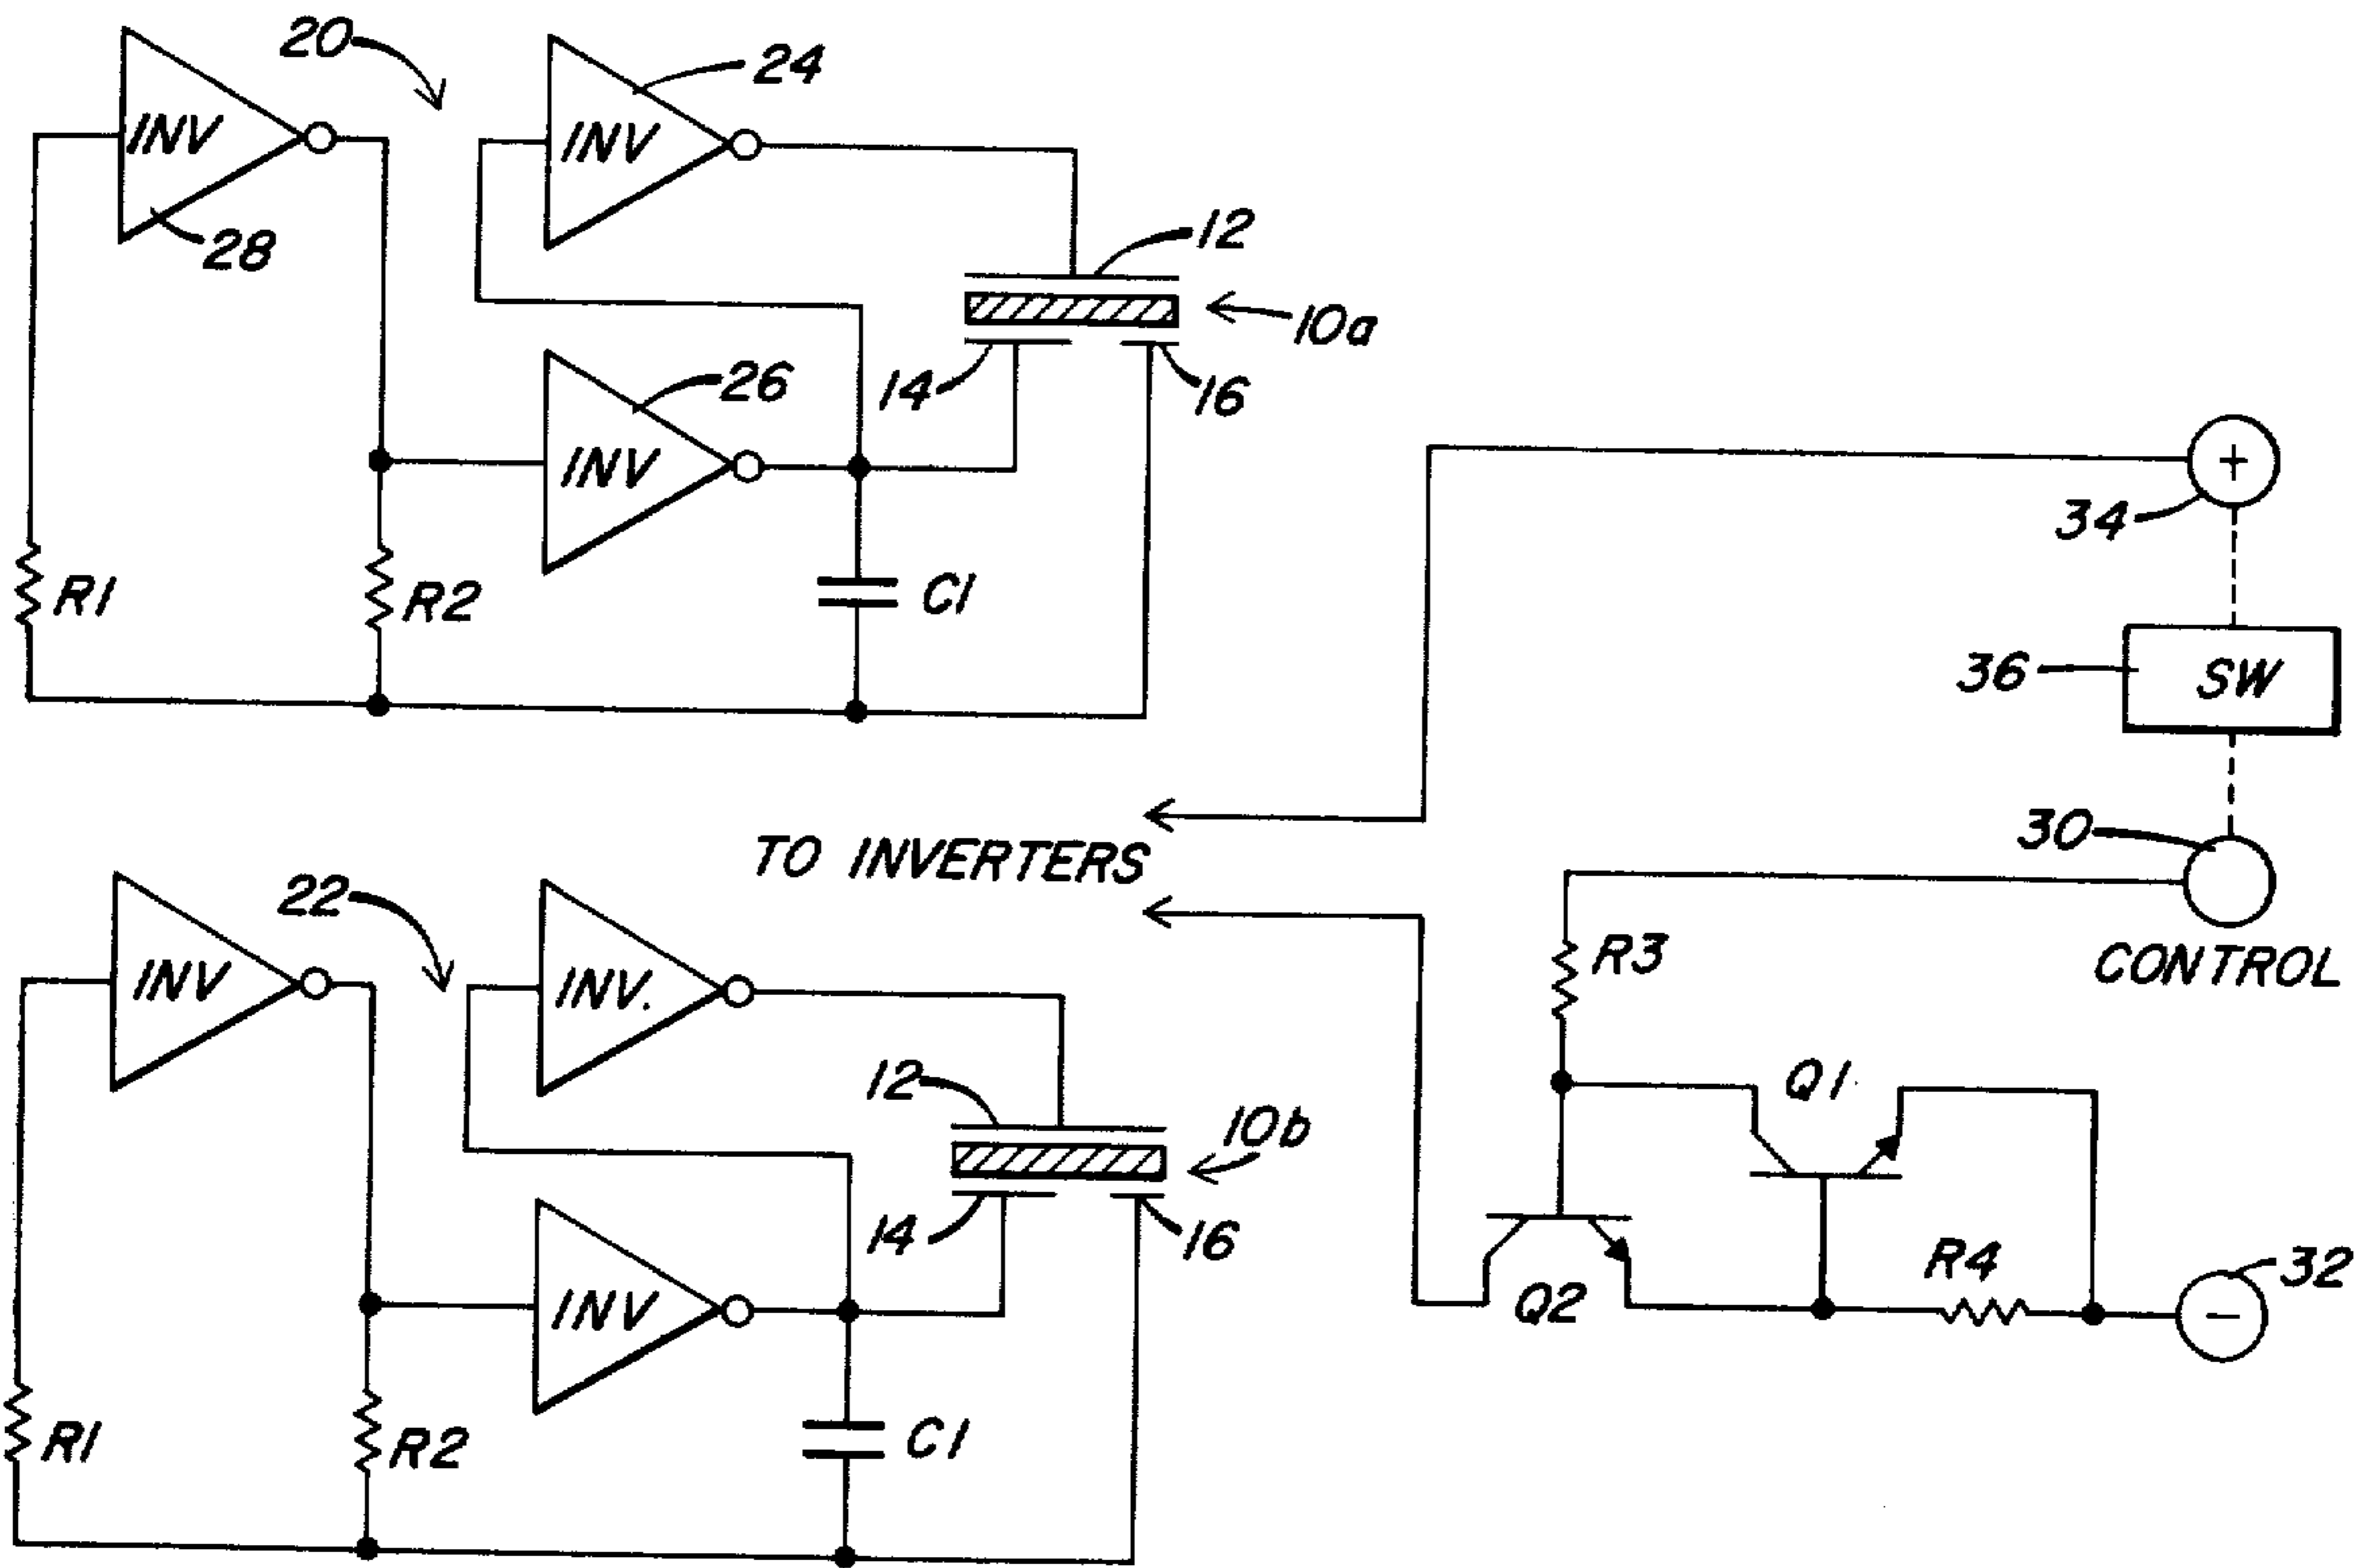 20
24
INV
INV
28
12
10a
14
16
26
INV
R1
R2
C1
+
34
36
SW
30
CONTROL
TO INVERTERS
22
INV
INV.
R3
12
10b
14
16
Q1
INV
Q2
R4
32
−
R1
R2
C1